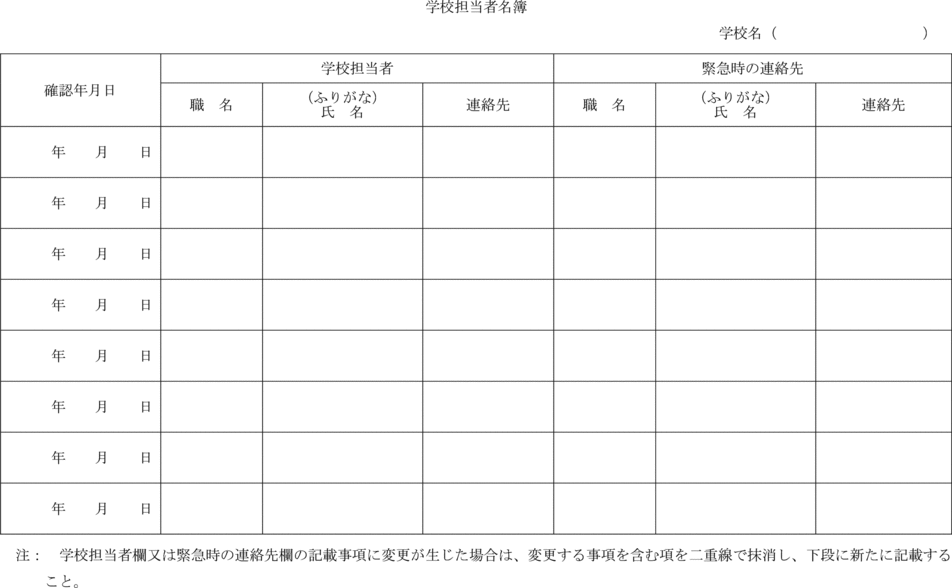 学校担当者名簿
学校名（　　　　　　　　　　）
確認年月日
学校担当者
緊急時の連絡先
職　名
（ふりがな）
氏　名
連絡先
職　名
（ふりがな）
氏　名
連絡先
年　　月　　日
年　　月　　日
年　　月　　日
年　　月　　日
年　　月　　日
年　　月　　日
年　　月　　日
年　　月　　日
注：　学校担当者欄又は緊急時の連絡先欄の記載事項に変更が生じた場合は、変更する事項を含む項を二重線で抹消し、下段に新たに記載する
こと。